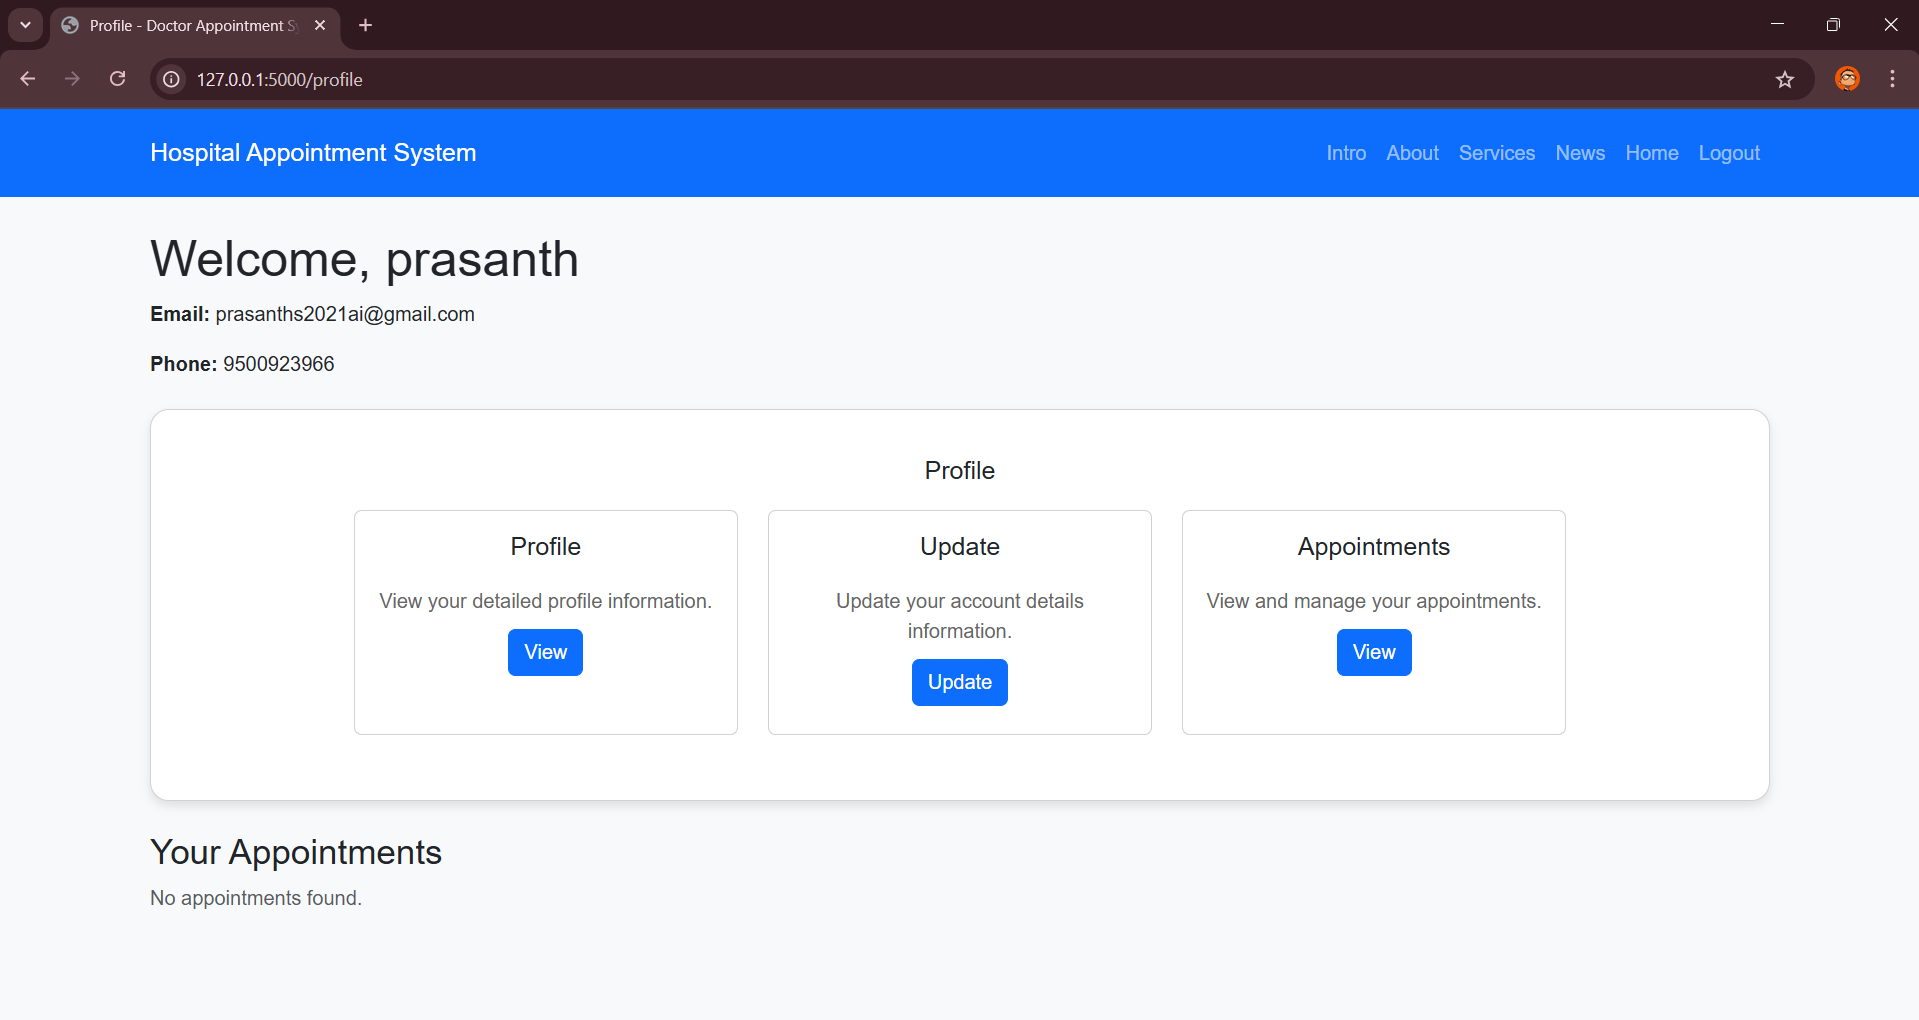 Profile - Doctor Appointment S
127.0.0.1:5000/profile
Hospital Appointment System
Intro About Services News Home Logout
Welcome, prasanth
Email: prasanths2021ai@gmail.com
Phone: 9500923966
Profile
Profile
View your detailed profile information.
View
Update
Update your account details
information.
Update
Appointments
View and manage your appointments.
View
Your Appointments
No appointments found.